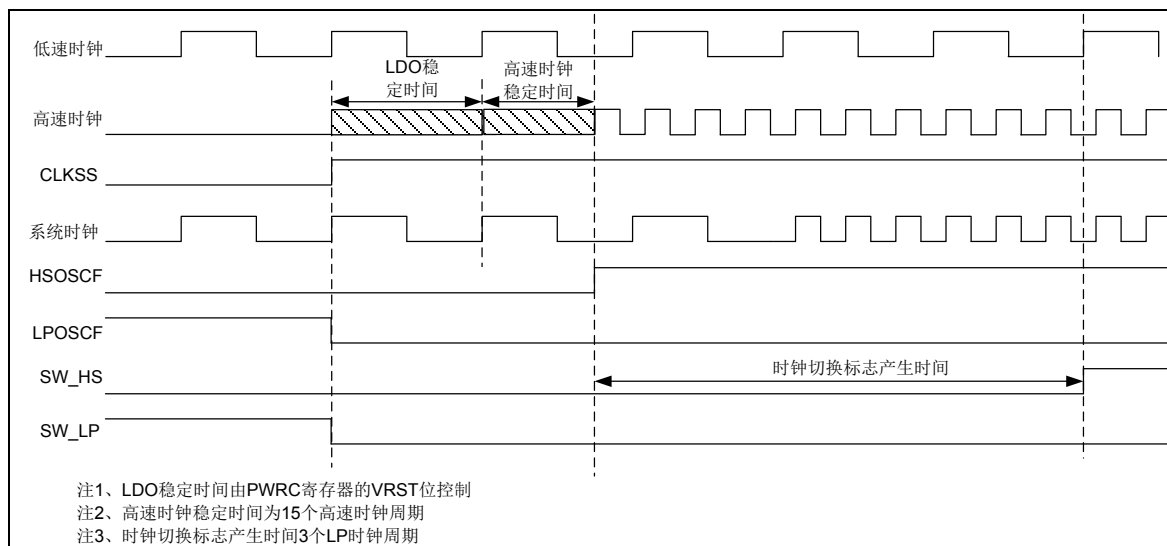 低速时钟
LDO稳
定时间
高速时钟
稳定时间
高速时钟
CLKSS
系统时钟
HSOSCF
LPOSCF
时钟切换标志产生时间
SW_HS
SW_LP
注1、LDO稳定时间由PWRC寄存器的VRST位控制
注2、高速时钟稳定时间为15个高速时钟周期
注3、时钟切换标志产生时间3个LP时钟周期